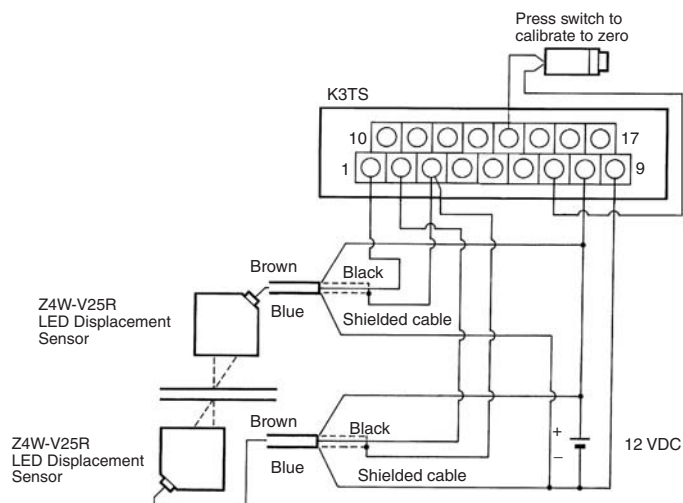 Press switch to
calibrate to zero
K3TS
10
17
1
9
Brown
Black
Z4W-V25R
LED Displacement
Sensor
Blue
Shielded cable
Brown
Black
Z4W-V25R
LED Displacement
Sensor
Blue
Shielded cable
+
–
12 VDC